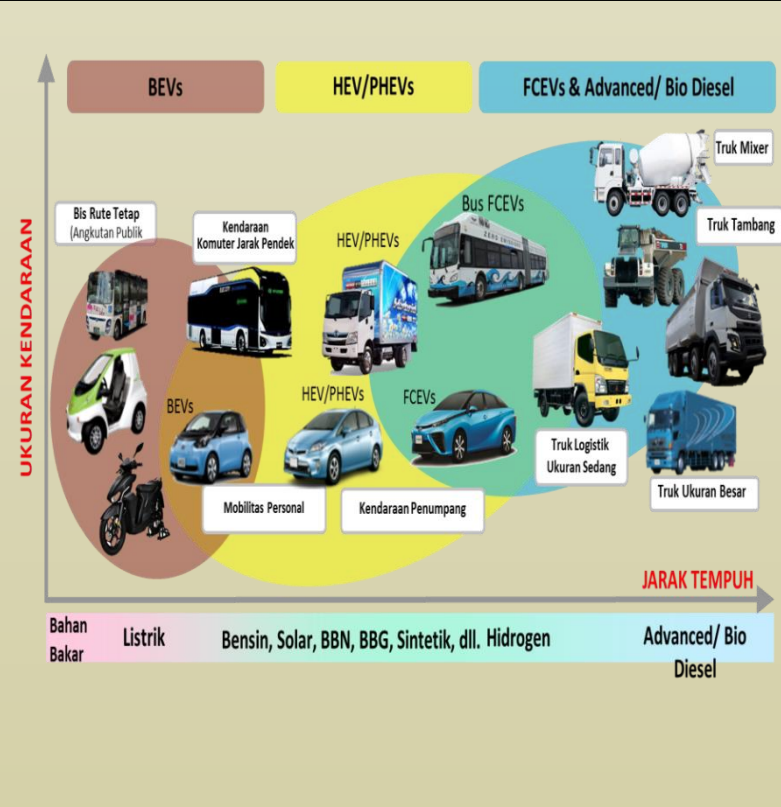 BEVs
HEV/PHEVs
FCEVs & Advanced/ Bio Diesel
Truk Mixer
Bis Rute Tetap
(Angkutan Publik
Kendaraan
Komuter Jarak Pendek
HEV/PHEVs
Bus FCEVs
Truk Tambang
UKURAN KENDARAAN
BEVs
HEV/PHEVs
FCEVs
Truk Logistik
Ukuran Sedang
Truk Ukuran Besar
Mobilitas Personal
Kendaraan Penumpang
JARAK TEMPUH
Bahan
Bakar
Listrik
Bensin, Solar, BBN, BBG, Sintetik, dll.
Hidrogen
Advanced/ Bio
Diesel